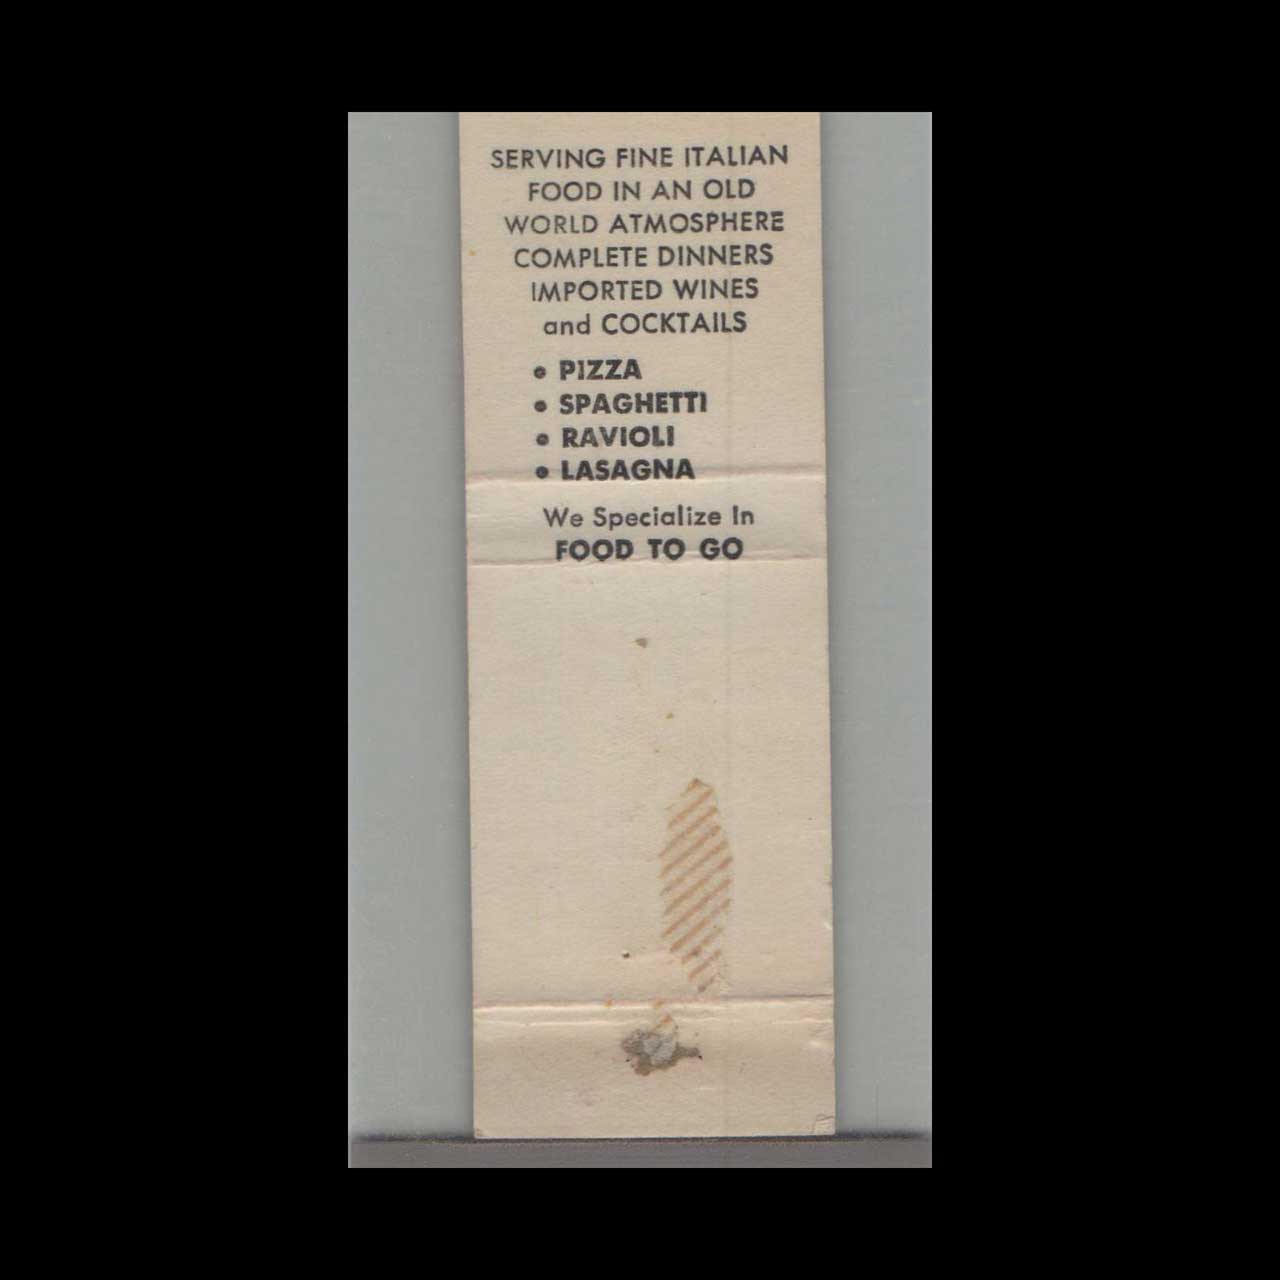 SERVING FINE ITALIAN
FOOD IN AN OLD
WORLD ATMOSPHERE
COMPLETE DINNERS
IMPORTED WINES
and COCKTAILS
• PIZZA
• SPAGHETTI
• RAVIOLI
• LASAGNA
We Specialize In
FOOD TO GO